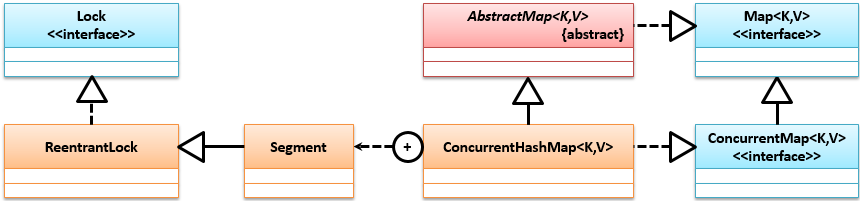 Lock
<<interface>>
AbstractMap<K,V>
{abstract}
Map<K,V>
<<interface>>
ReentrantLock
Segment
+
ConcurrentHashMap<K,V>
ConcurrentMap<K,V>
<<interface>>